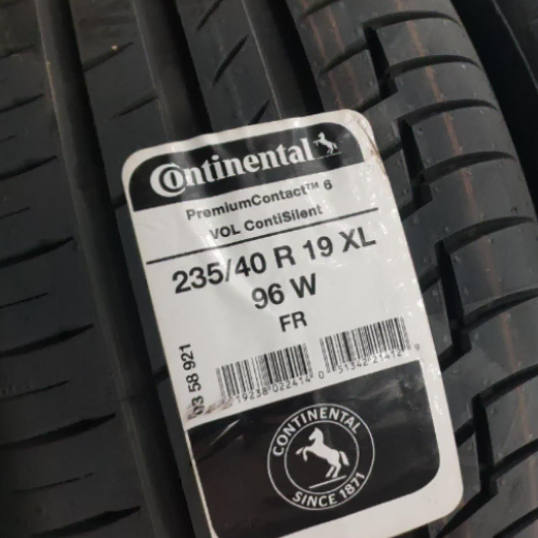 Continental
PremiumContact™ 6
VOL ContiSilent
235/40 R 19 XL
96 W
FR
03 58 921
CONTINENTAL
SINCE 1871